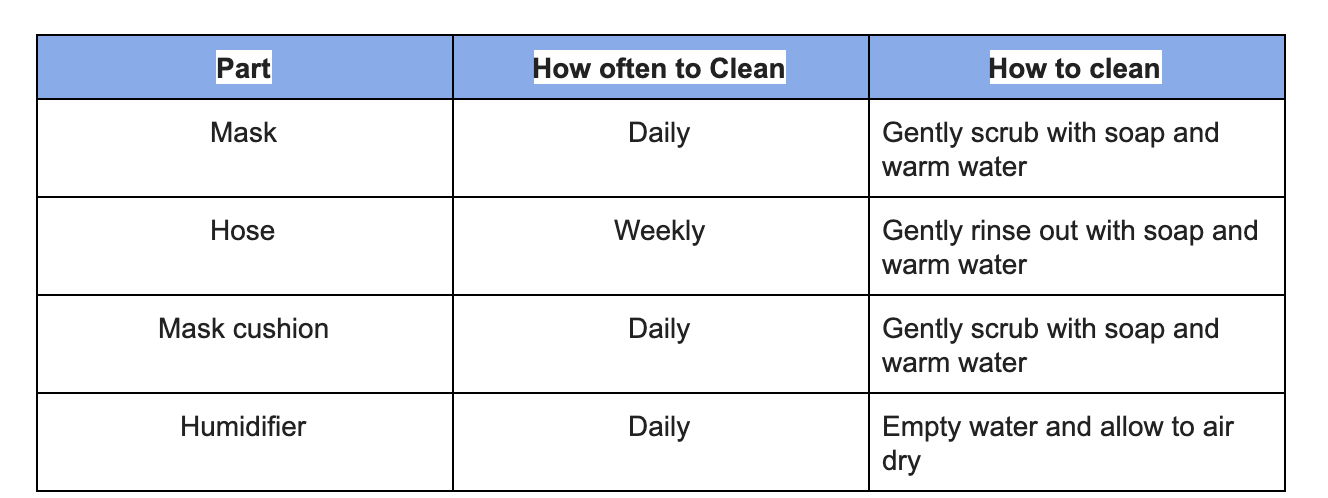 Part How often to Clean How to clean
Mask Daily Gently scrub with soap and
warm water
Hose Weekly Gently rinse out with soap and
warm water
Mask cushion Daily Gently scrub with soap and
warm water
Humidifier Daily Empty water and allow to air
dry